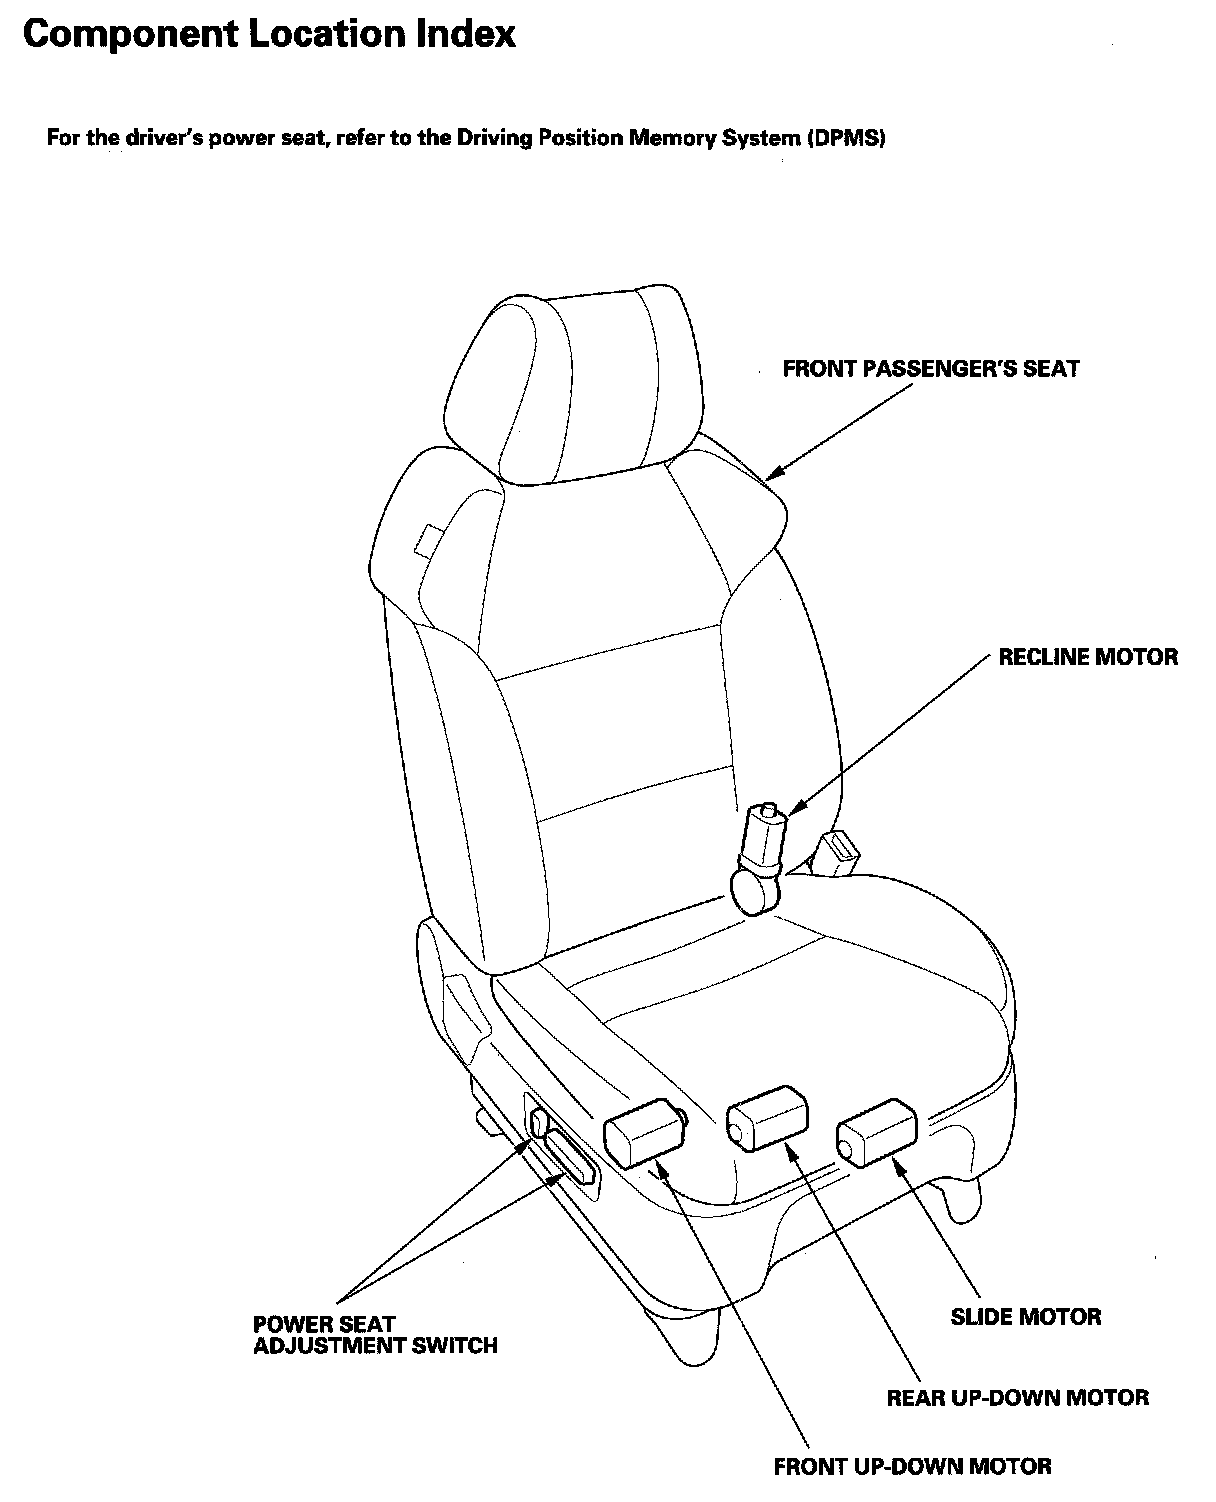 Component Location Index
For the driver's power seat, refer to the Driving Position Memory System (DPMS)
FRONT PASSENGER'S SEAT
RECLINE MOTOR
POWER SEAT
ADJUSTMENT SWITCH
SLIDE MOTOR
REAR UP-DOWN MOTOR
FRONT UP-DOWN MOTOR